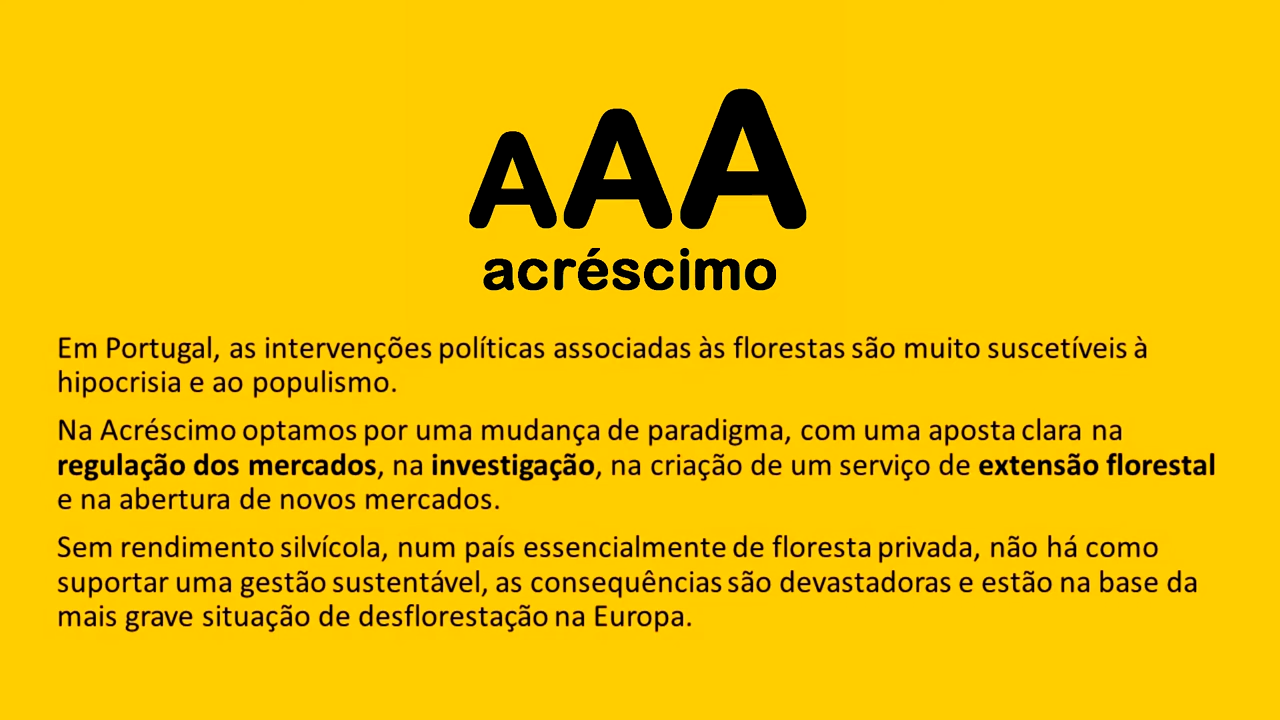 AAA
acréscimo
Em Portugal, as intervenções políticas associadas às florestas são muito suscetíveis à
hipocrisia e ao populismo.
Na Acréscimo optamos por uma mudança de paradigma, com uma aposta clara na
regulação dos mercados, na investigação, na criação de um serviço de extensão florestal
e na abertura de novos mercados.
Sem rendimento silvícola, num país essencialmente de floresta privada, não há como
suportar uma gestão sustentável, as consequências são devastadoras e estão na base da
mais grave situação de desflorestação na Europa.